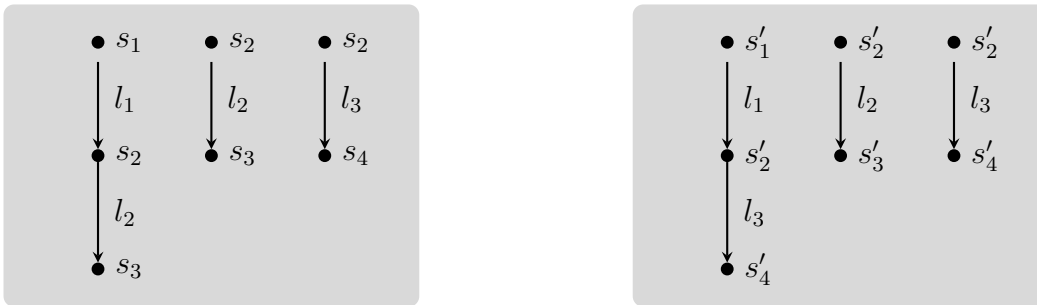 s₁ s₂ s₂ s′₁ s′₂ s′₂
l₁ l₂ l₃ l₁ l₂ l₃
s₂ s₃ s₄ s′₂ s′₃ s′₄
l₂ l₃
s₃ s′₄